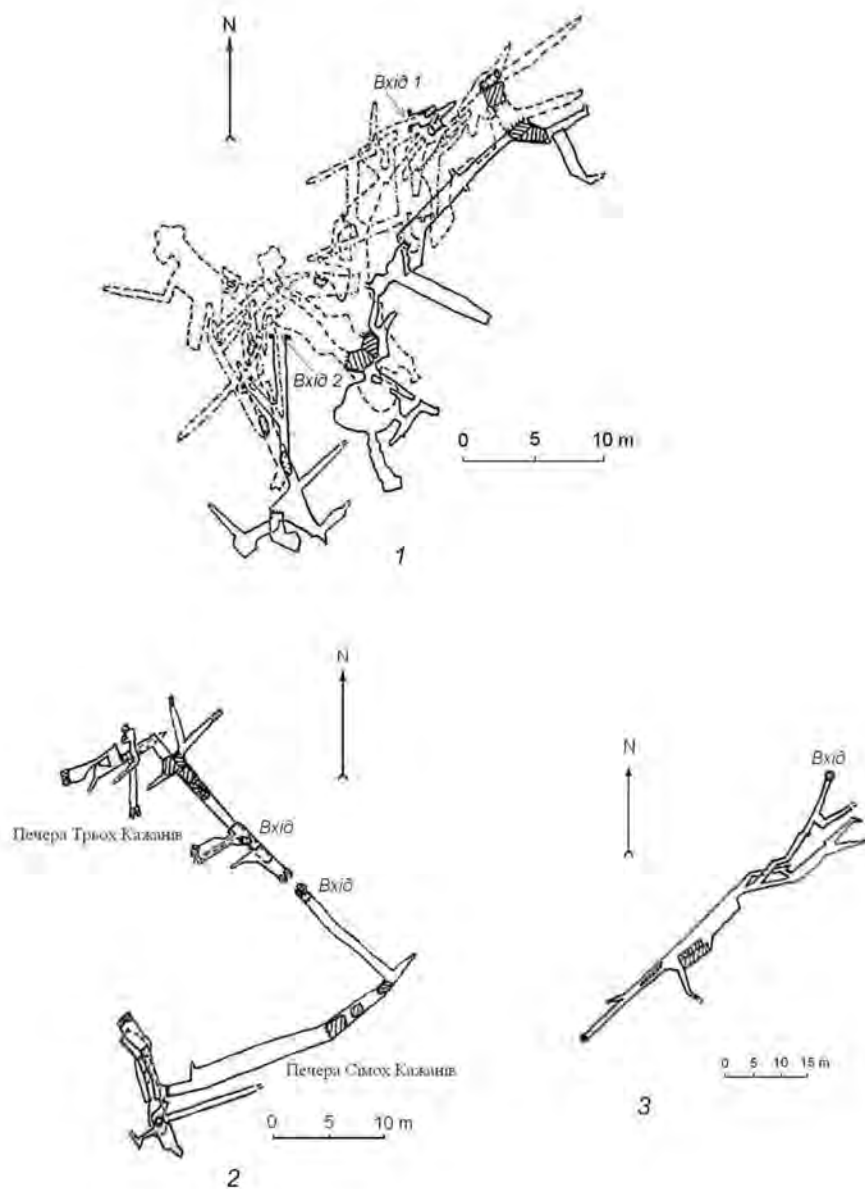 N
Вхід 1
Вхід 2
0 5 10 m
1
N
Вхід
Печера Трьох Кажанів
Вхід
Печера Сімох Кажанів
0 5 10 m
2
N
Вхід
0 5 10 15 m
3